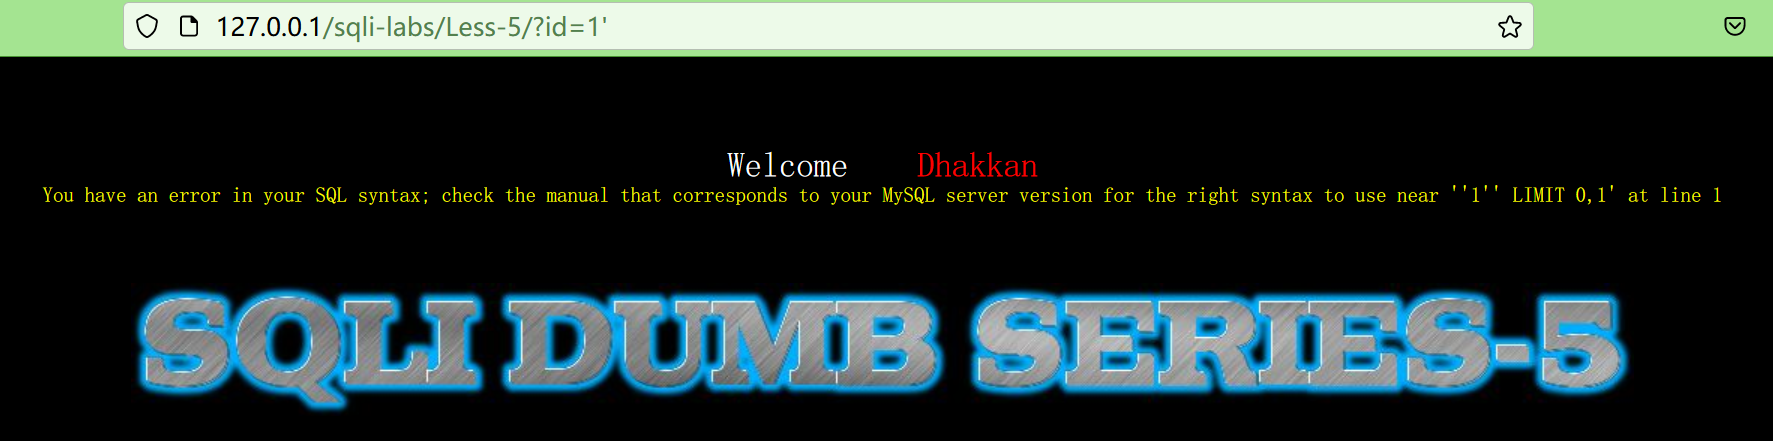 127.0.0.1/sqli-labs/Less-5/?id=1'
Welcome Dhakkan
You have an error in your SQL syntax; check the manual that corresponds to your MySQL server version for the right syntax to use near ''1'' LIMIT 0,1' at line 1
SQLI DUMB SERIES-5